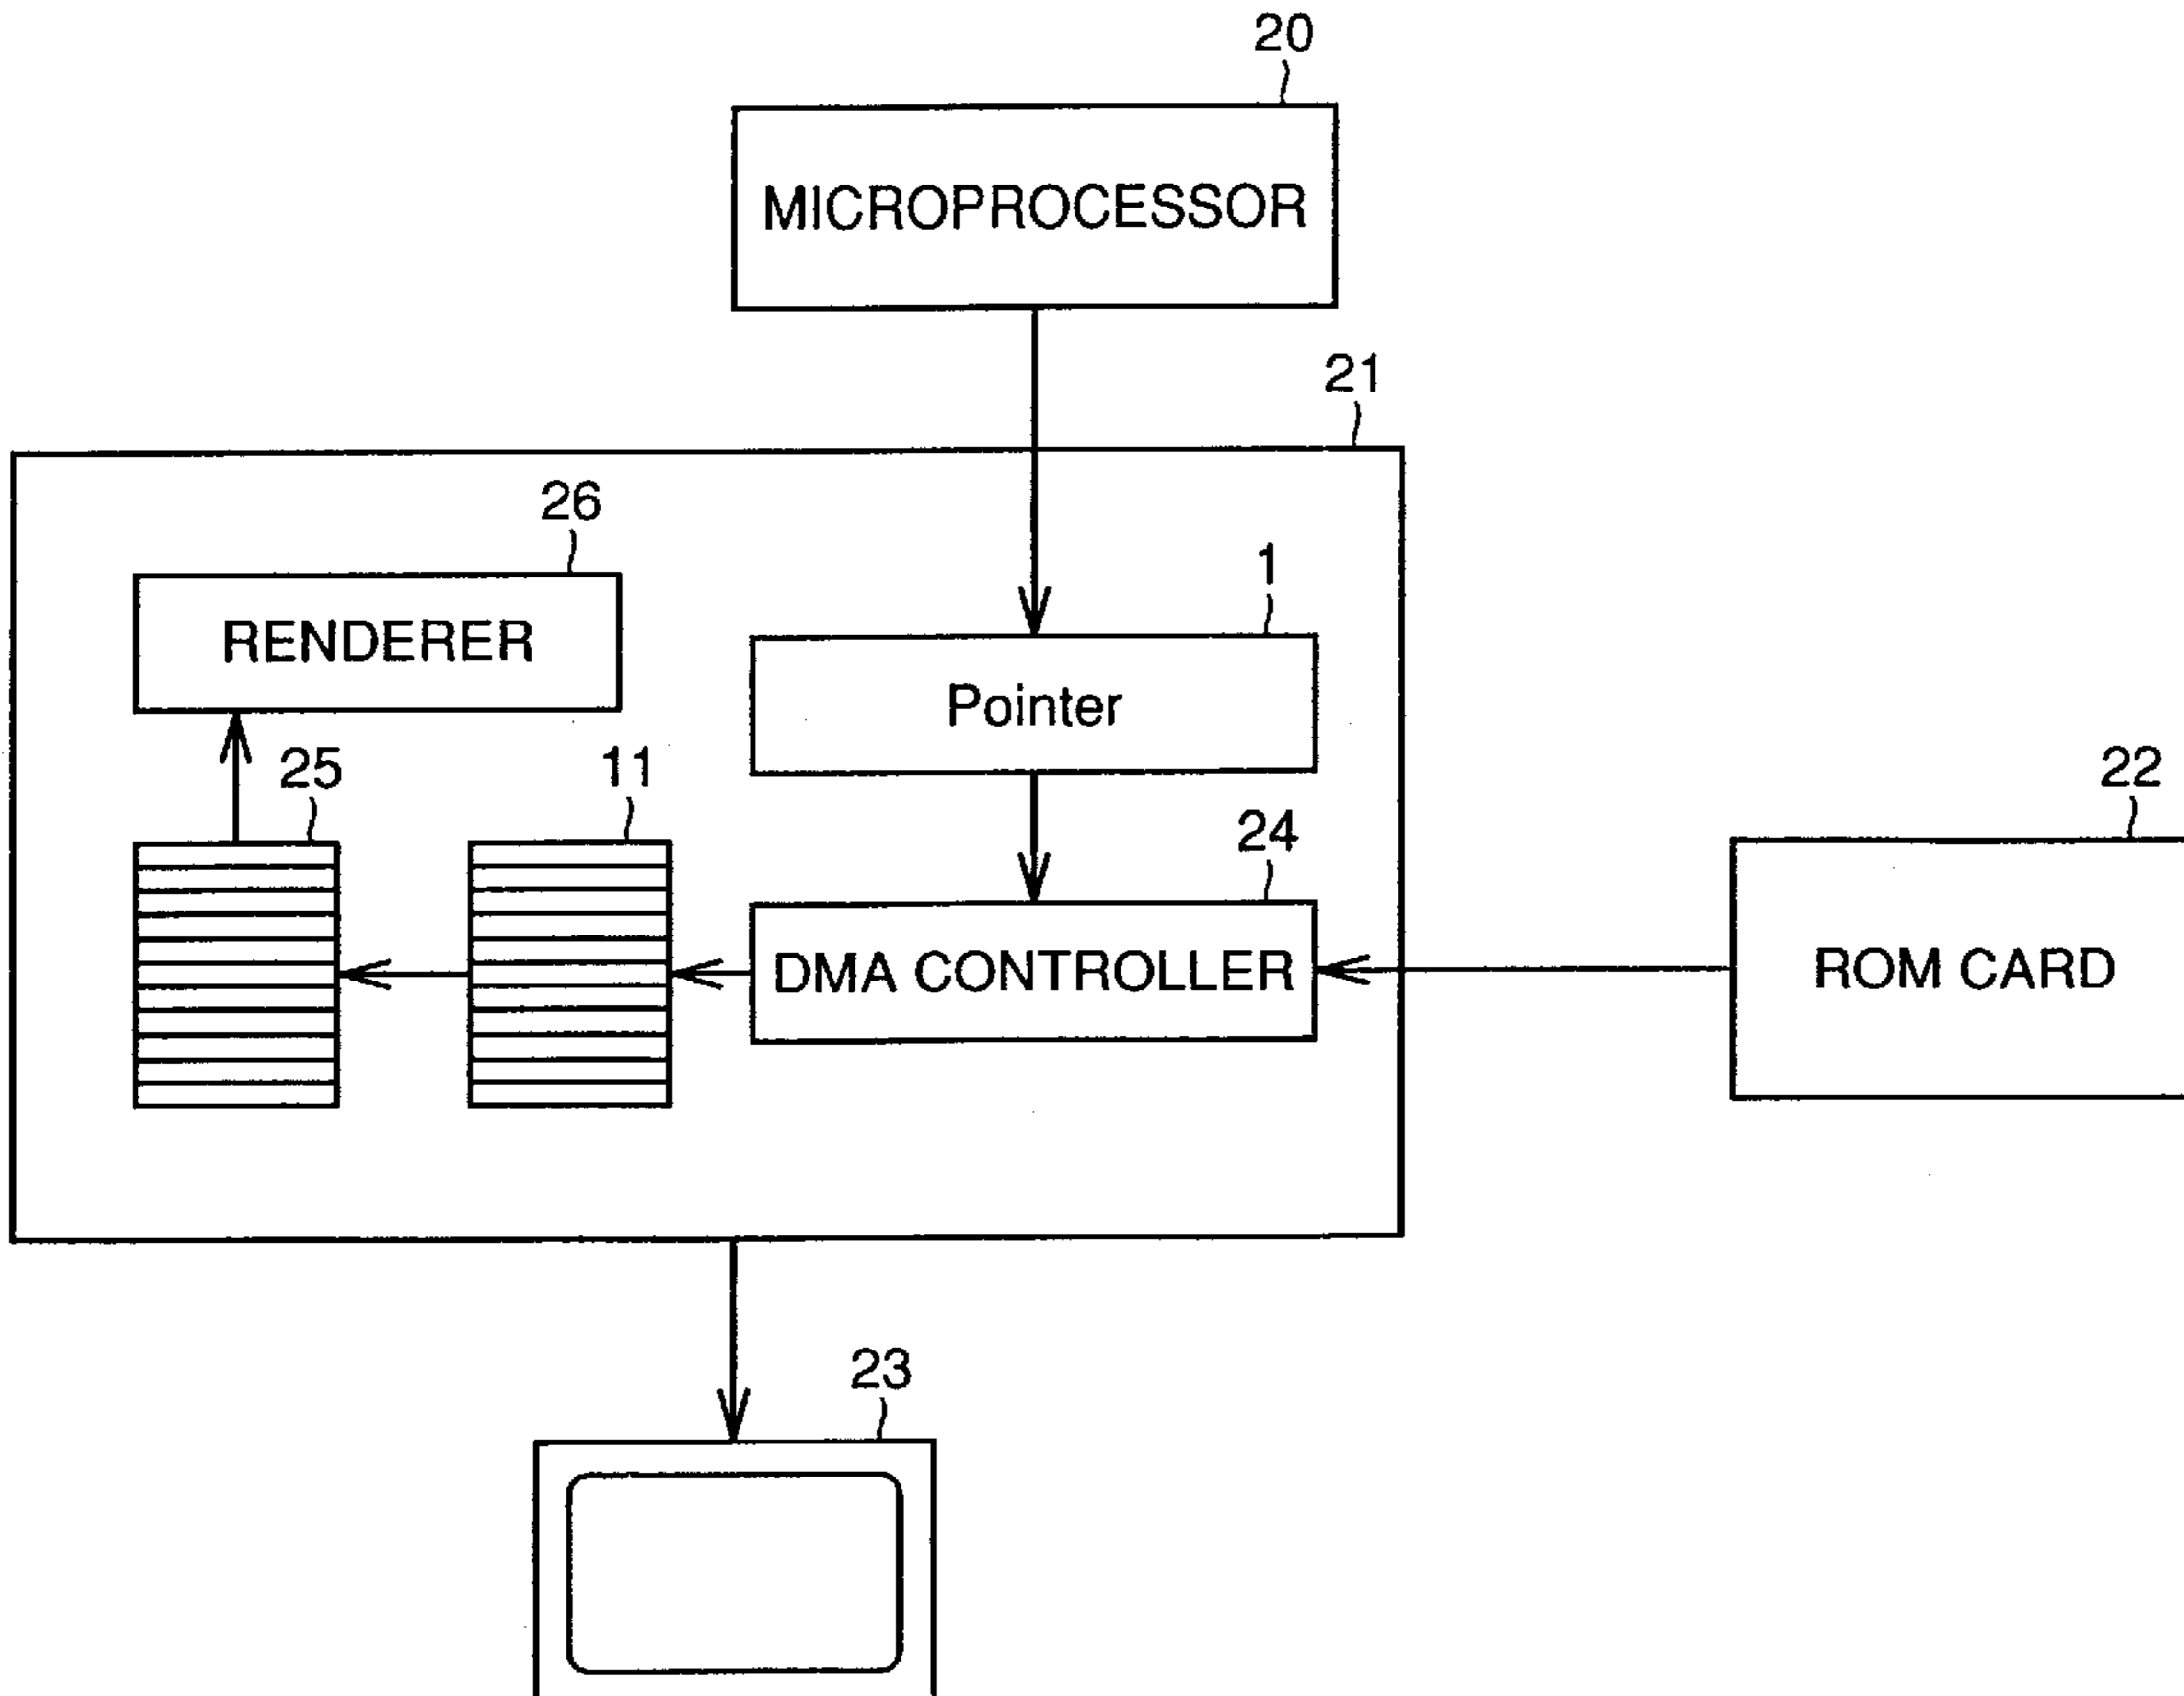 20
MICROPROCESSOR
21
26
RENDERER
1
Pointer
25
11
24
DMA CONTROLLER
22
ROM CARD
23